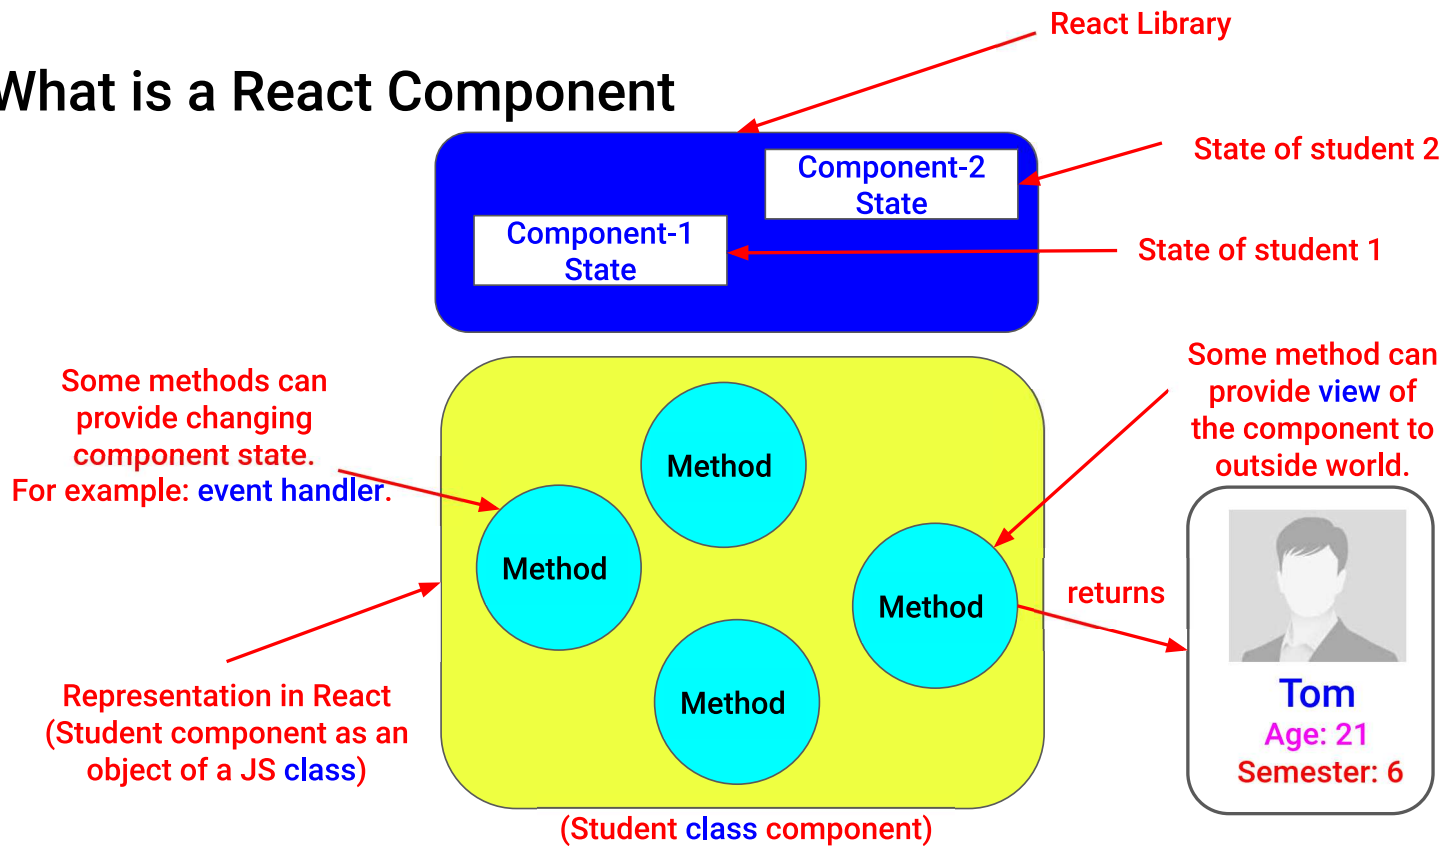 React Library
What is a React Component
Component-2
State
State of student 2
Component-1
State
State of student 1
Some methods can
provide changing
component state.
For example: event handler.
Some method can
provide view of
the component to
outside world.
Method
Method
Method
Method
returns
Representation in React
(Student component as an
object of a JS class)
Tom
Age: 21
Semester: 6
(Student class component)